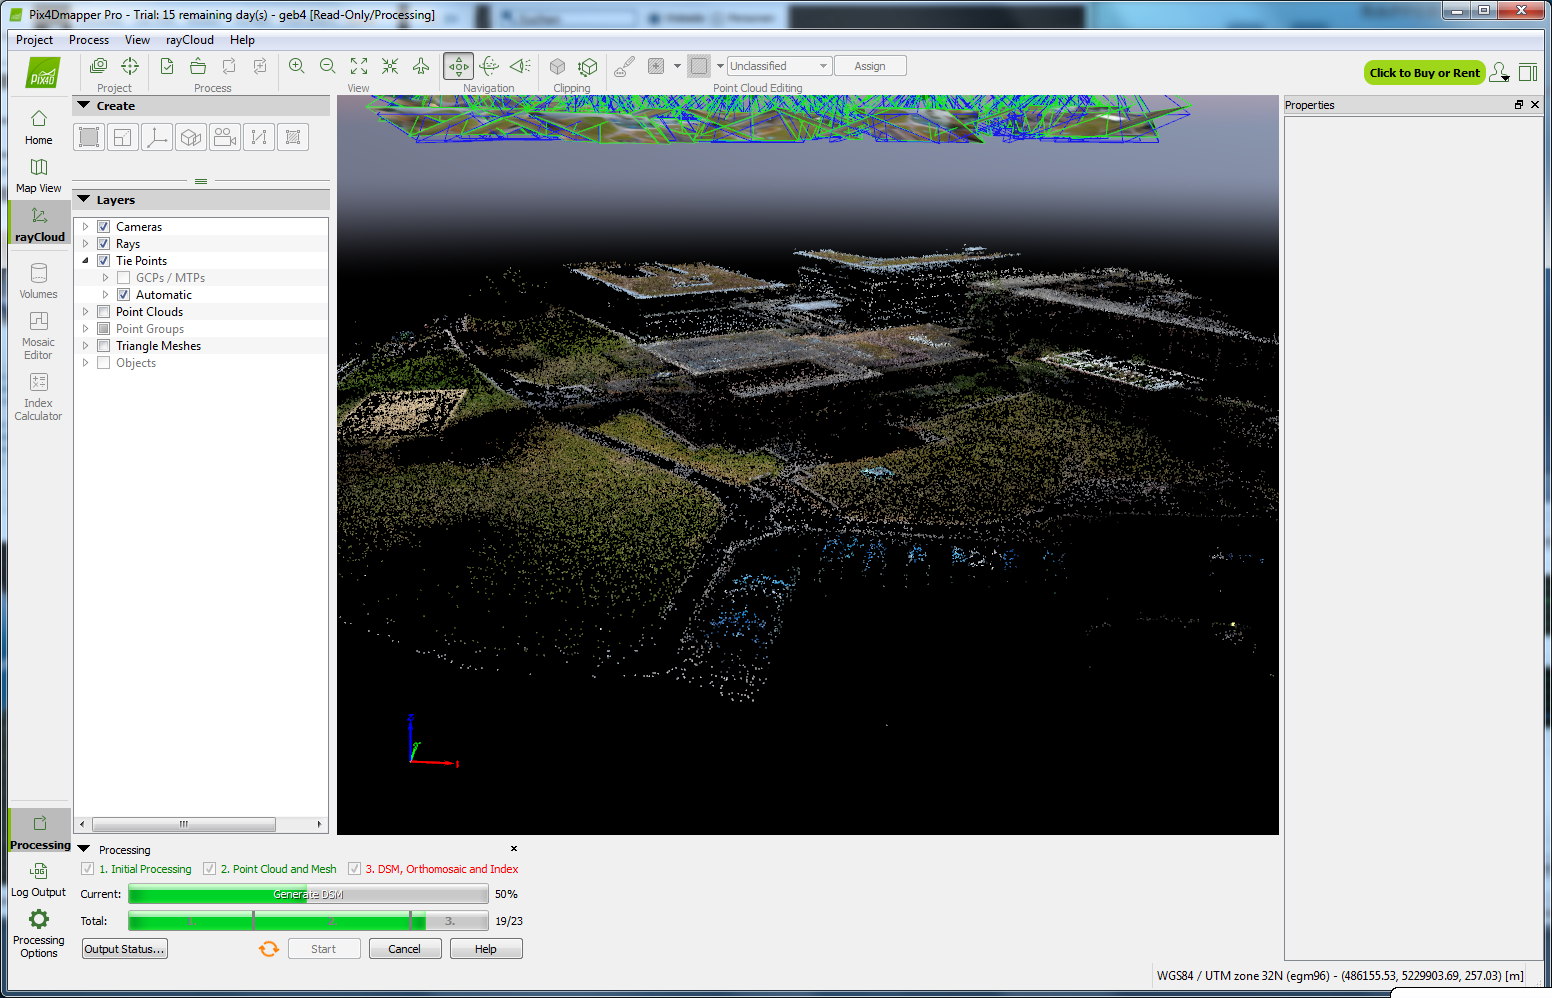 Pix4Dmapper Pro - Trial: 15 remaining day(s) - geb4 [Read-Only/Processing]
Project Process View rayCloud Help
PIX4D
Unclassified Assign
Click to Buy or Rent
Project Process View Navigation Clipping Point Cloud Editing
Home
Map View
rayCloud
Volumes
Mosaic
Editor
Index
Calculator
Create
Layers
Cameras
Rays
Tie Points
GCPs / MTPs
Automatic
Point Clouds
Point Groups
Triangle Meshes
Objects
Properties
Processing
Log Output
Processing
Options
Processing
1. Initial Processing 2. Point Cloud and Mesh 3. DSM, Orthomosaic and Index
Current: Generate DSM 50%
Total: 1. 2. 3. 19/23
Output Status... Start Cancel Help
WGS84 / UTM zone 32N (egm96) - (486155.53, 5229903.69, 257.03) [m]